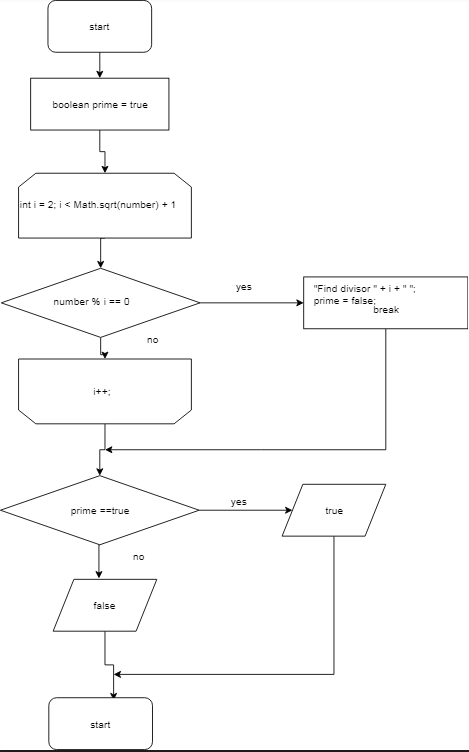 start
boolean prime = true
int i = 2; i < Math.sqrt(number) + 1
number % i == 0
yes
"Find divisor " + i + " ";
prime = false;
break
no
i++;
prime ==true
yes
true
no
false
start